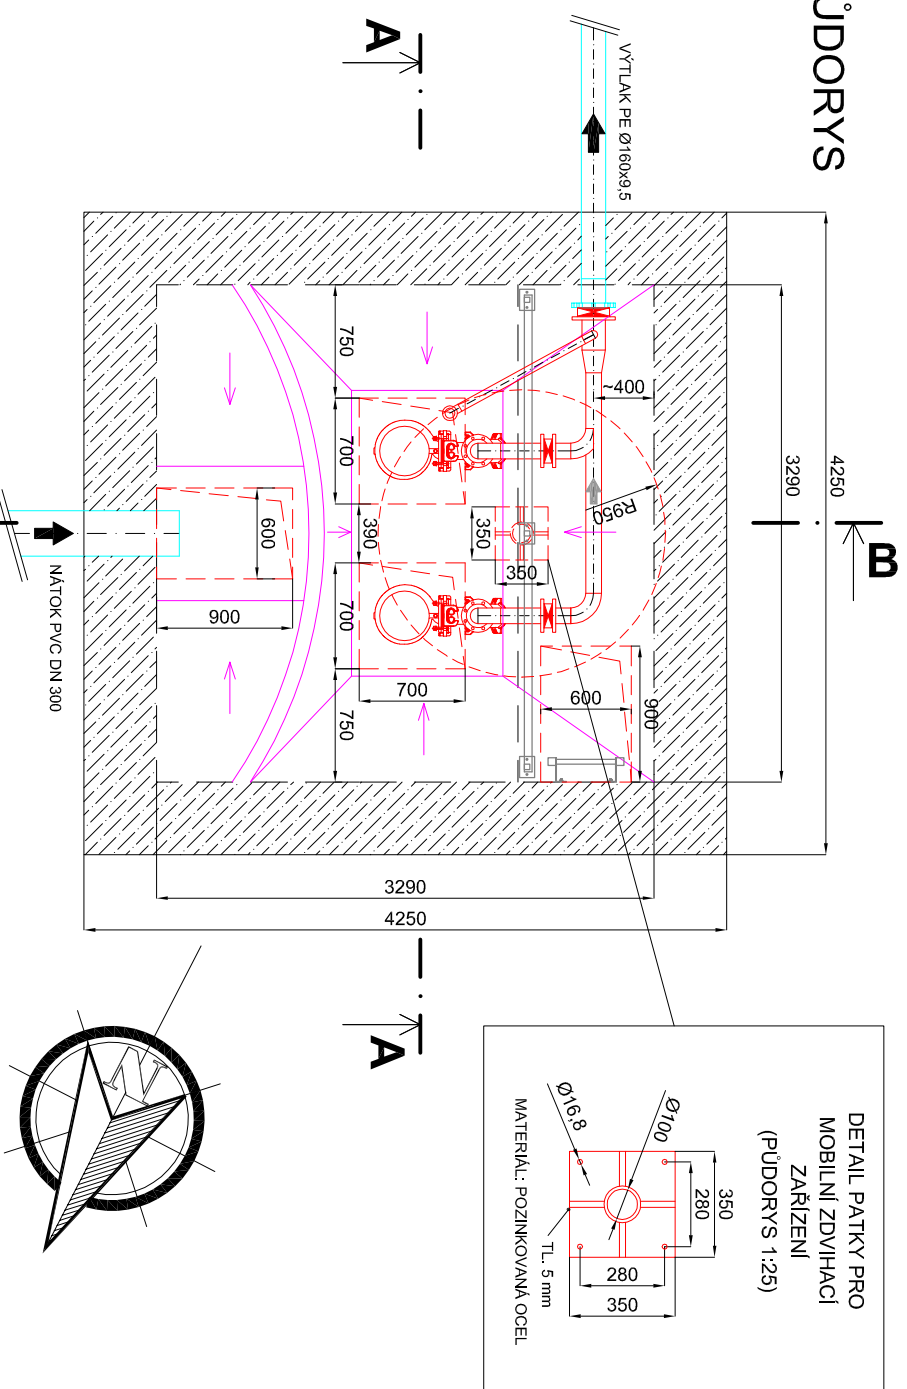 ŮDORYS
A
VÝTLAK PE Ø160x9,5
4250
3290
B
~400
R950
750
700
390
700
750
350
350
600
900
700
600
900
NÁTOK PVC DN 300
3290
4250
A
N
DETAIL PATKY PRO
MOBILNÍ ZDVIHACÍ
ZAŘÍZENÍ
(PŮDORYS 1:25)
350
280
Ø100
Ø16,8
280
350
TL. 5 mm
MATERIÁL: POZINKOVANÁ OCEL